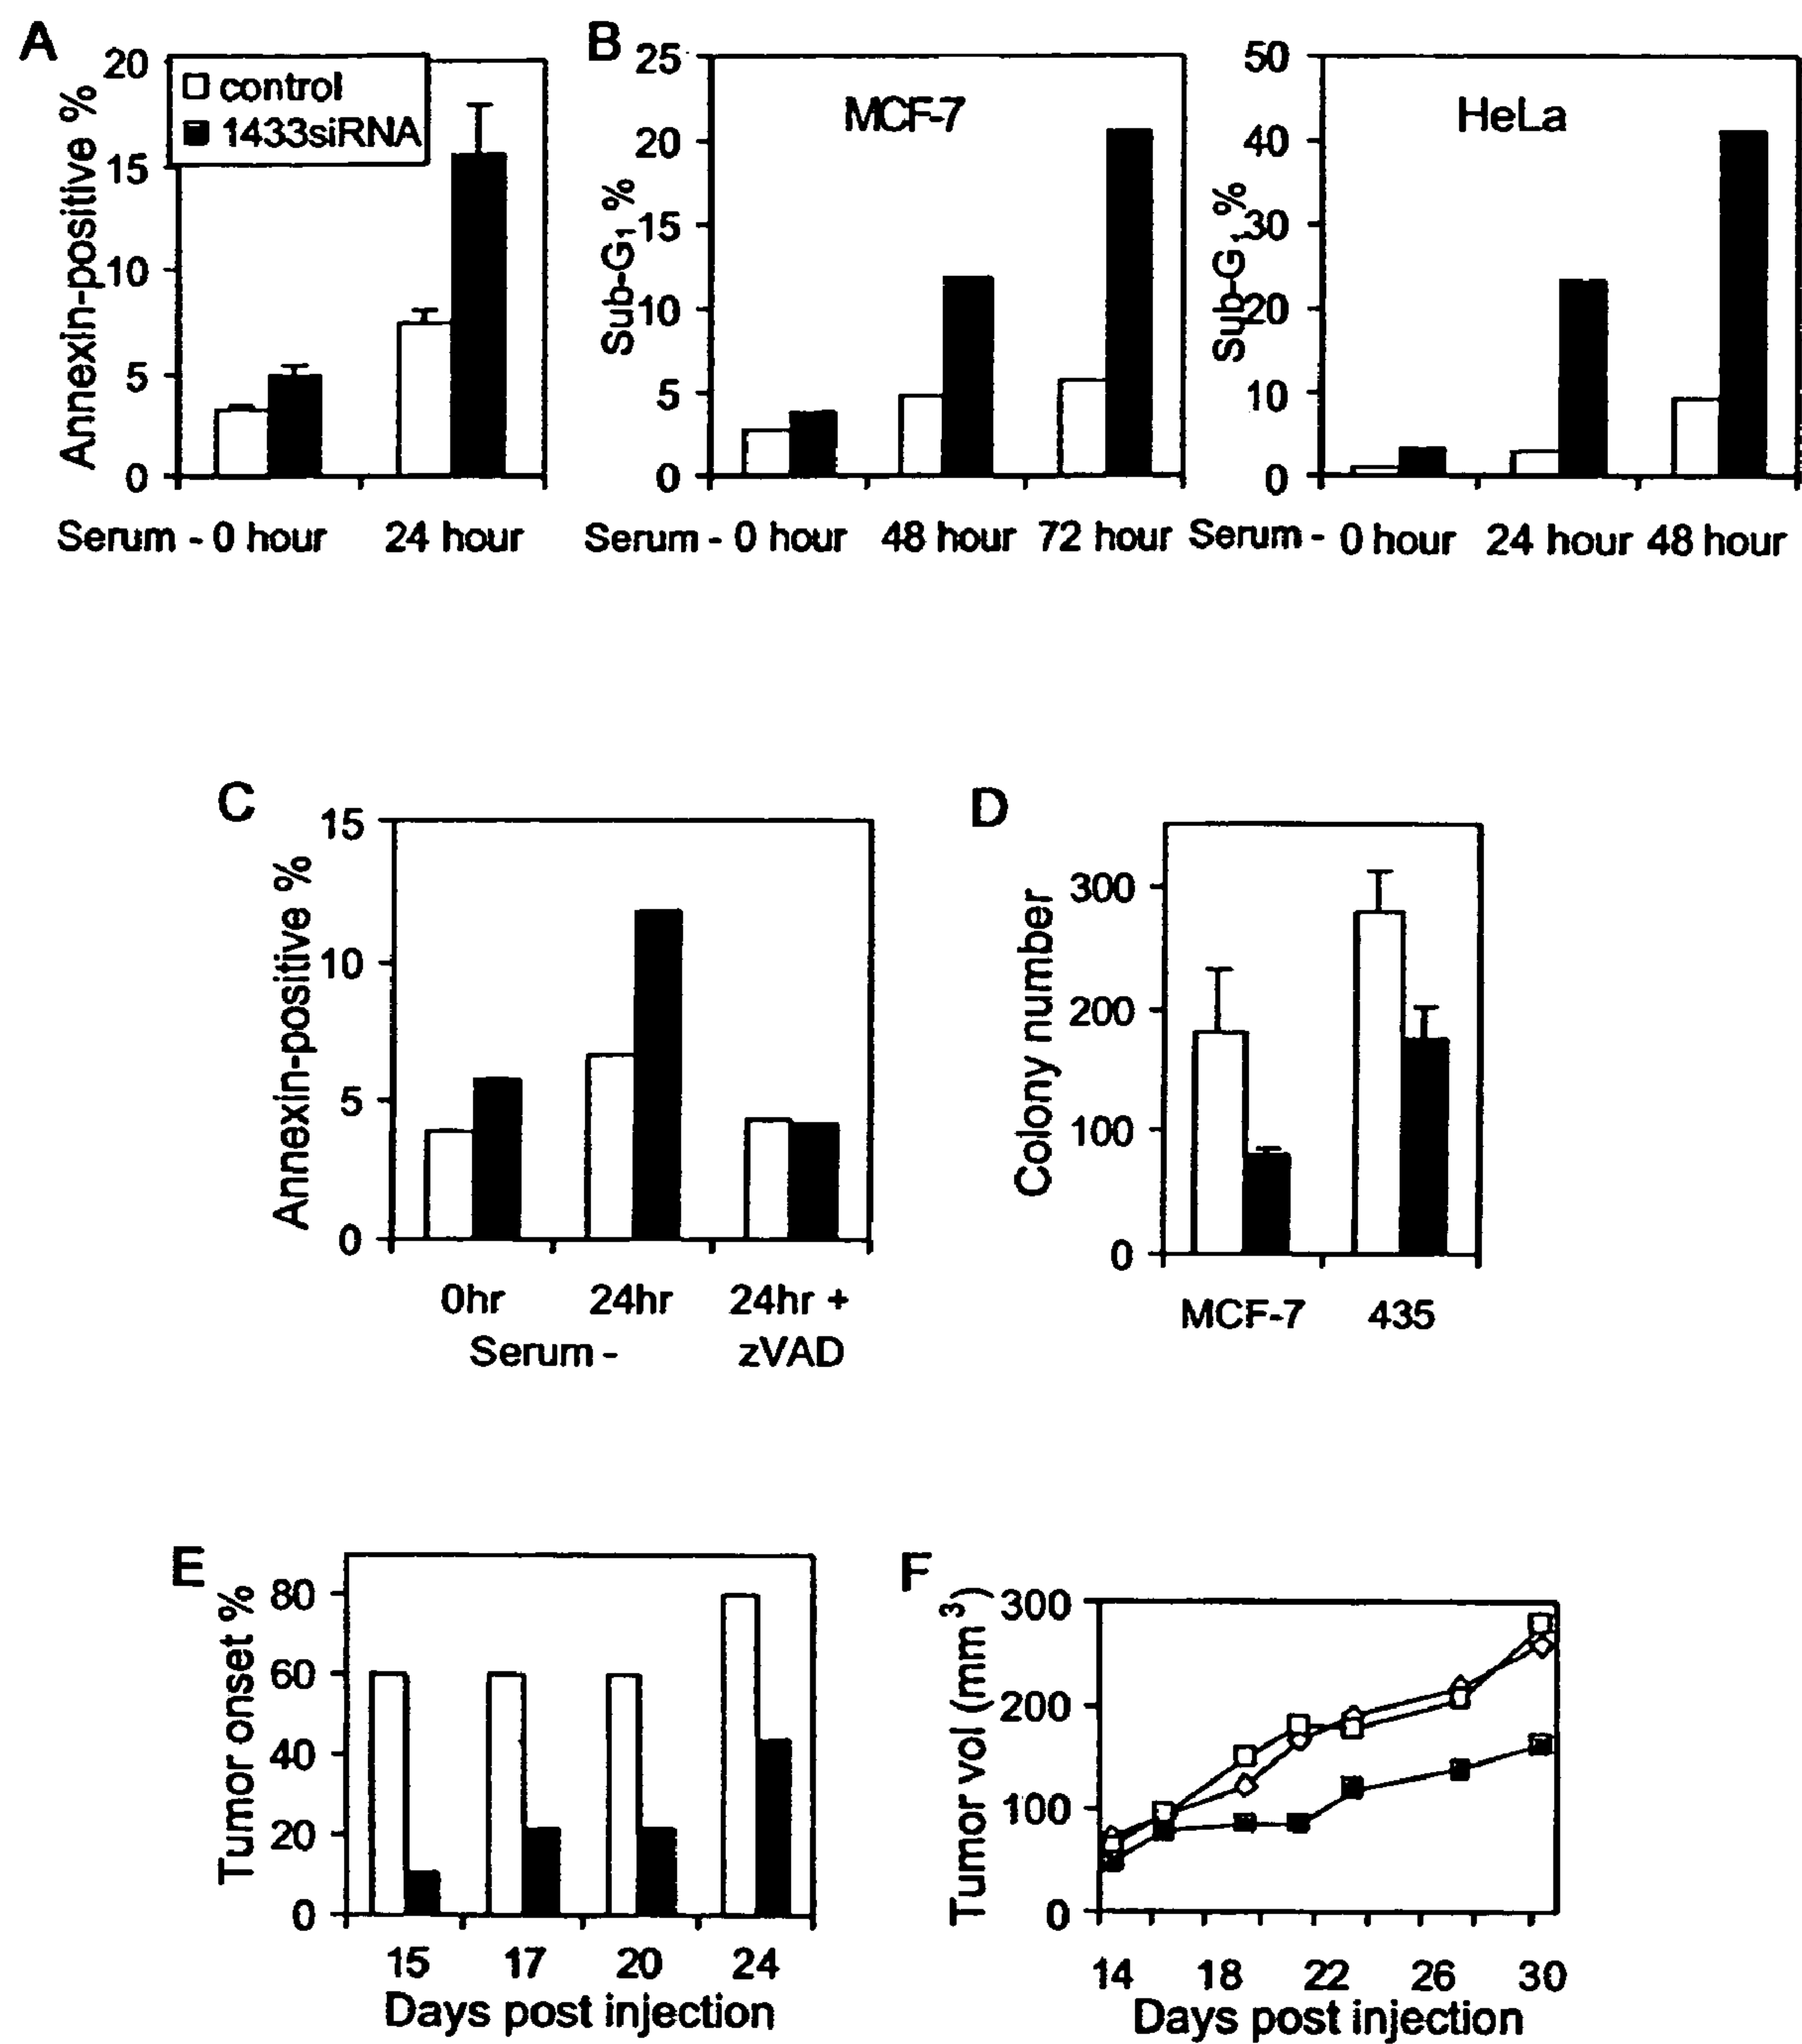 A
20
15
10
5
0
Annexin-positive %
control
1433siRNA
Serum - 0 hour 24 hour
B
25
20
15
10
5
0
Sub-G1 %
MCF-7
Serum - 0 hour 48 hour 72 hour
50
40
30
20
10
0
Sub-G1 %
HeLa
Serum - 0 hour 24 hour 48 hour
C
15
10
5
0
Annexin-positive %
0hr 24hr 24hr +
Serum - zVAD
D
300
200
100
0
Colony number
MCF-7 435
E
80
60
40
20
0
Tumor onset %
15 17 20 24
Days post injection
F
300
200
100
0
Tumor vol (mm 3)
14 18 22 26 30
Days post injection